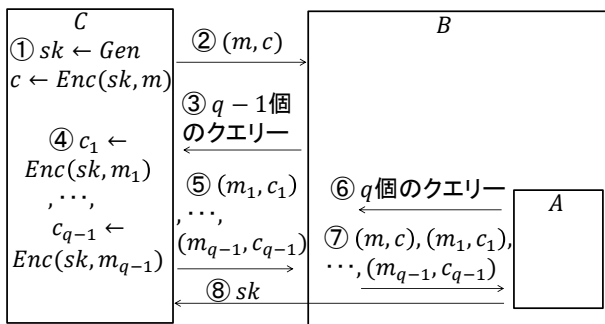 C
① sk ← Gen
c ← Enc(sk, m)
② (m, c)
B
③ q − 1個
のクエリー
④ c₁ ←
Enc(sk, m₁)
, ⋯,
c_{q−1} ←
Enc(sk, m_{q−1})
⑤ (m₁, c₁)
, ⋯,
(m_{q−1}, c_{q−1})
⑥ q個のクエリー
A
⑦ (m, c), (m₁, c₁),
⋯, (m_{q−1}, c_{q−1})
⑧ sk